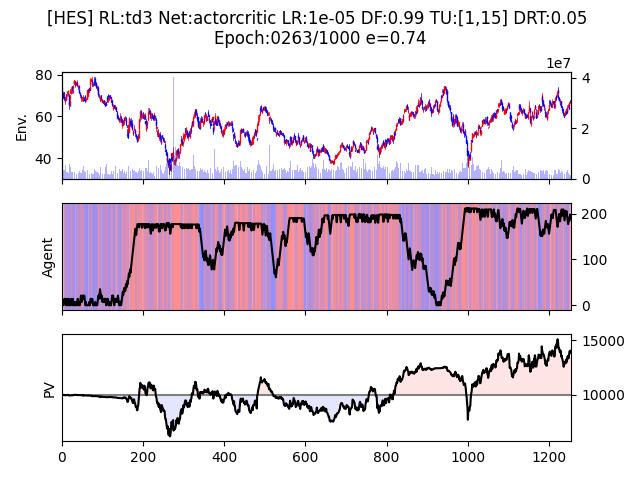 [HES] RL:td3 Net:actorcritic LR:1e-05 DF:0.99 TU:[1,15] DRT:0.05
Epoch:0263/1000 e=0.74
1e7
80
60
40
Env.
4
2
0
Agent
200
100
0
PV
15000
10000
0 200 400 600 800 1000 1200